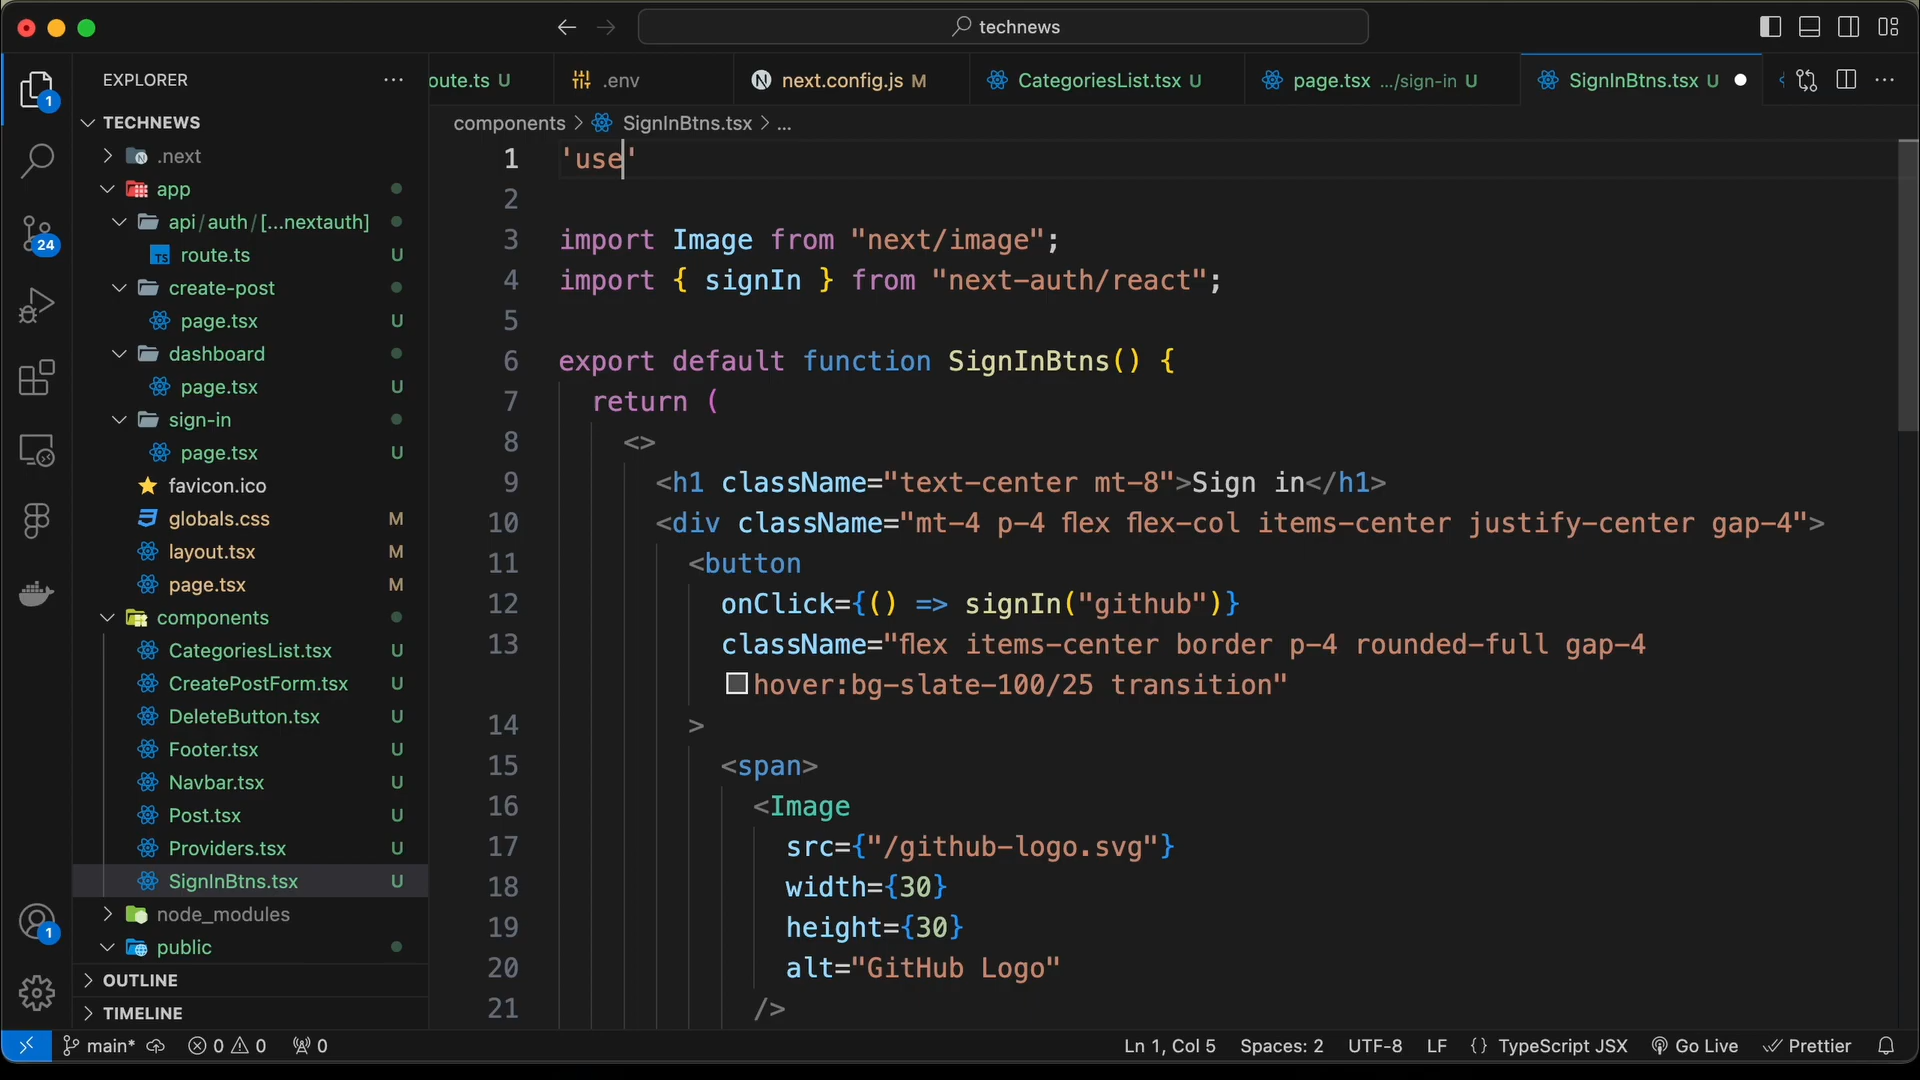 technews
EXPLORER
oute.ts U
.env
next.config.js M
CategoriesList.tsx U
page.tsx .../sign-in U
SignInBtns.tsx U
components > SignInBtns.tsx > ...
1
24
1
TECHNEWS
.next
app
api/auth/[...nextauth]
route.ts U
create-post
page.tsx U
dashboard
page.tsx U
sign-in
page.tsx U
favicon.ico
globals.css M
layout.tsx M
page.tsx M
components
CategoriesList.tsx U
CreatePostForm.tsx U
DeleteButton.tsx U
Footer.tsx U
Navbar.tsx U
Post.tsx U
Providers.tsx U
SignInBtns.tsx U
node_modules
public
OUTLINE
TIMELINE
1 'use'
2
3 import Image from "next/image";
4 import { signIn } from "next-auth/react";
5
6 export default function SignInBtns() {
7 return (
8 <>
9 <h1 className="text-center mt-8">Sign in</h1>
10 <div className="mt-4 p-4 flex flex-col items-center justify-center gap-4">
11 <button
12 onClick={() => signIn("github")}
13 className="flex items-center border p-4 rounded-full gap-4
hover:bg-slate-100/25 transition"
14 >
15 <span>
16 <Image
17 src={"/github-logo.svg"}
18 width={30}
19 height={30}
20 alt="GitHub Logo"
21 />
main* 0 0 0 Ln 1, Col 5 Spaces: 2 UTF-8 LF {} TypeScript JSX Go Live Prettier